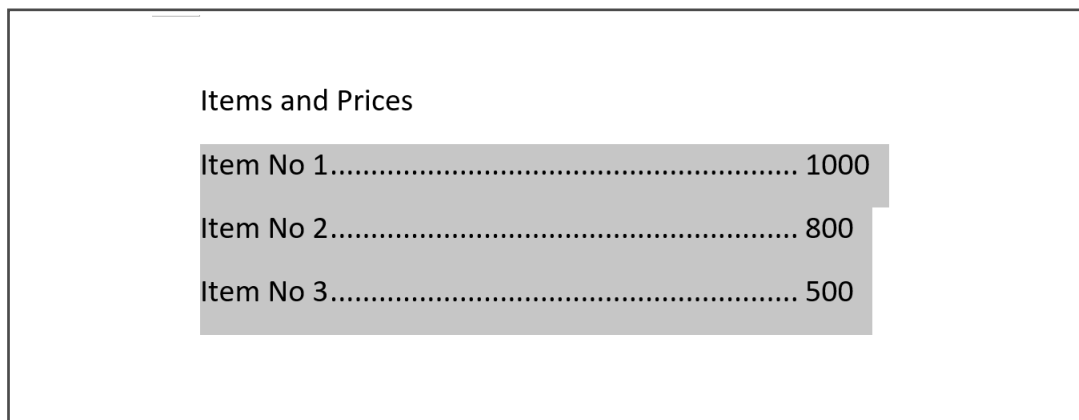 Items and Prices
Item No 1.......................................................... 1000
Item No 2.......................................................... 800
Item No 3.......................................................... 500